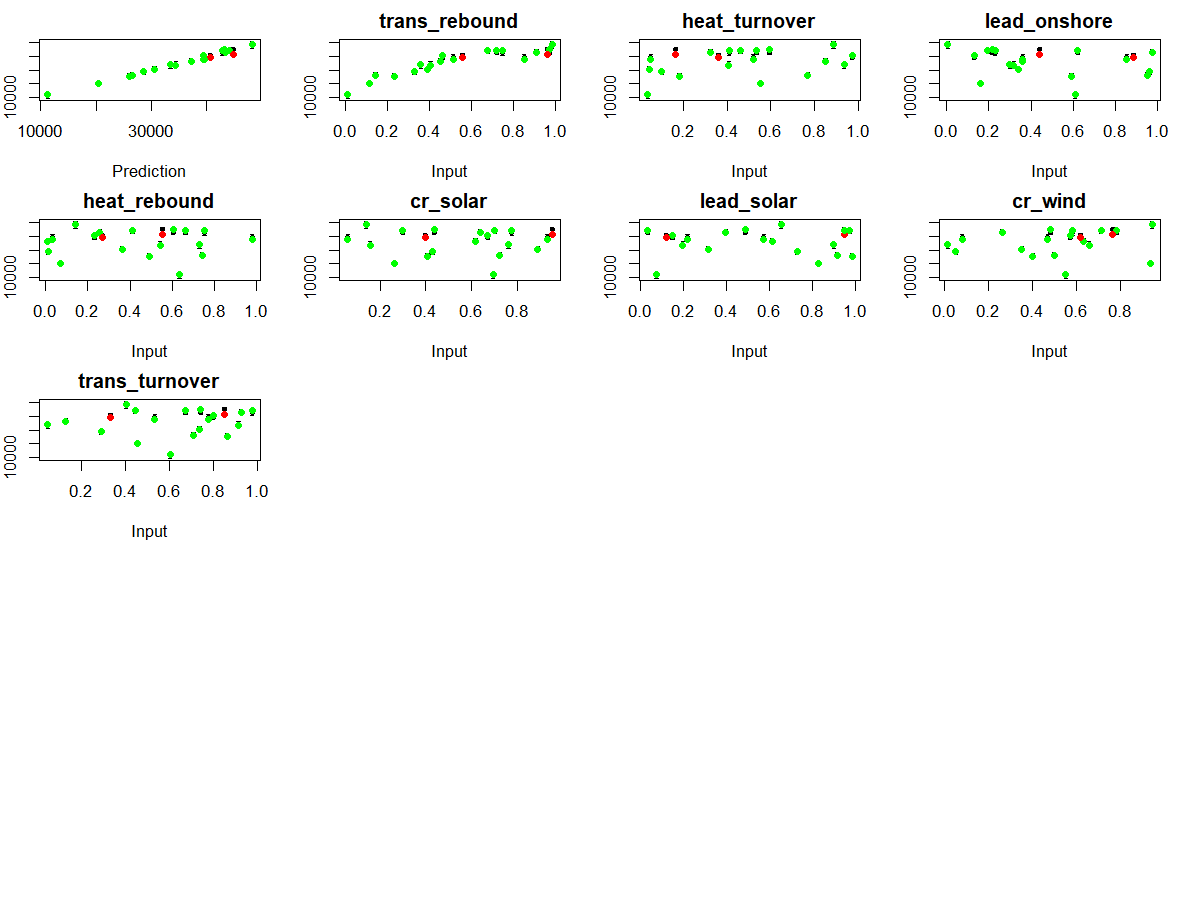 trans_rebound heat_turnover lead_onshore
10000 10000 10000 10000
10000 30000 0.0 0.2 0.4 0.6 0.8 1.0 0.2 0.4 0.6 0.8 1.0 0.0 0.2 0.4 0.6 0.8 1.0
Prediction Input Input Input
heat_rebound cr_solar lead_solar cr_wind
10000 10000 10000 10000
0.0 0.2 0.4 0.6 0.8 1.0 0.2 0.4 0.6 0.8 0.0 0.2 0.4 0.6 0.8 1.0 0.0 0.2 0.4 0.6 0.8
Input Input Input Input
trans_turnover
10000
0.2 0.4 0.6 0.8 1.0
Input